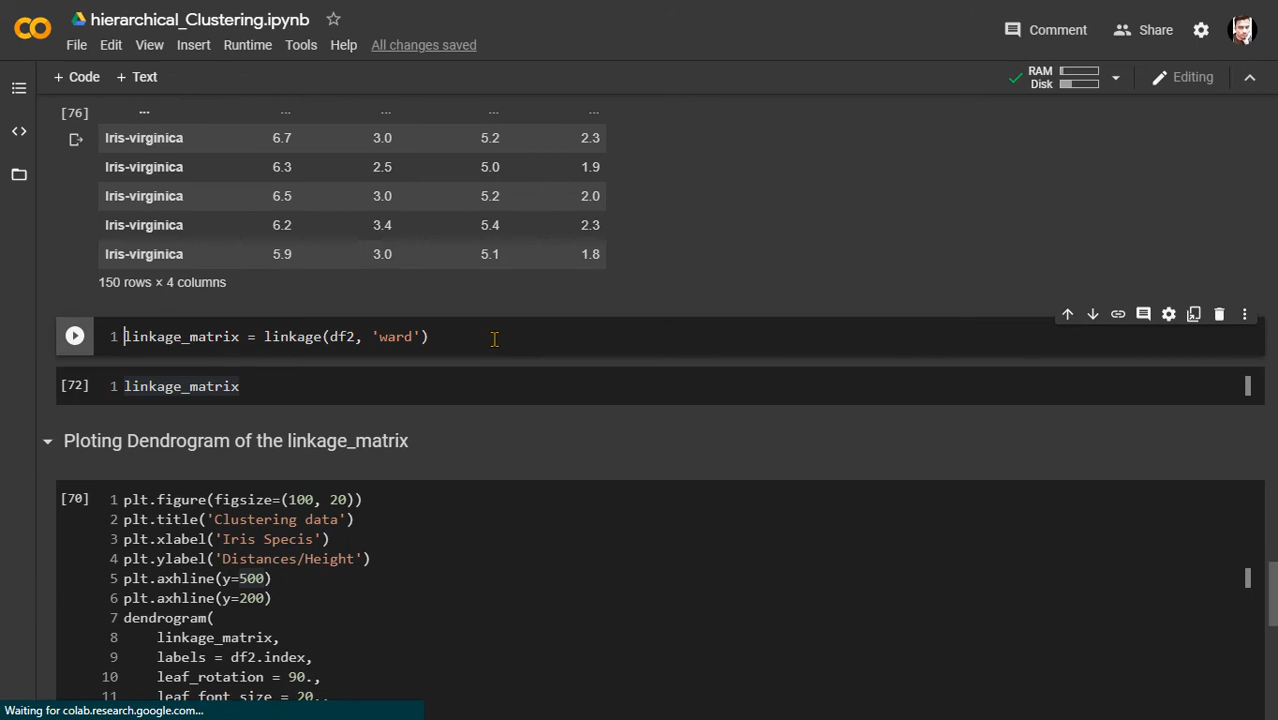 hierarchical_Clustering.ipynb
File Edit View Insert Runtime Tools Help All changes saved
Comment Share
+ Code + Text
RAM
Disk
Editing
[76] ... ... ... ... ...
Iris-virginica 6.7 3.0 5.2 2.3
Iris-virginica 6.3 2.5 5.0 1.9
Iris-virginica 6.5 3.0 5.2 2.0
Iris-virginica 6.2 3.4 5.4 2.3
Iris-virginica 5.9 3.0 5.1 1.8
150 rows × 4 columns
1 linkage_matrix = linkage(df2, 'ward')
[72] 1 linkage_matrix
Ploting Dendrogram of the linkage_matrix
[70] 1 plt.figure(figsize=(100, 20))
2 plt.title('Clustering data')
3 plt.xlabel('Iris Specis')
4 plt.ylabel('Distances/Height')
5 plt.axhline(y=500)
6 plt.axhline(y=200)
7 dendrogram(
8 linkage_matrix,
9 labels = df2.index,
10 leaf_rotation = 90.,
11 leaf_font_size = 20.,
Waiting for colab.research.google.com...